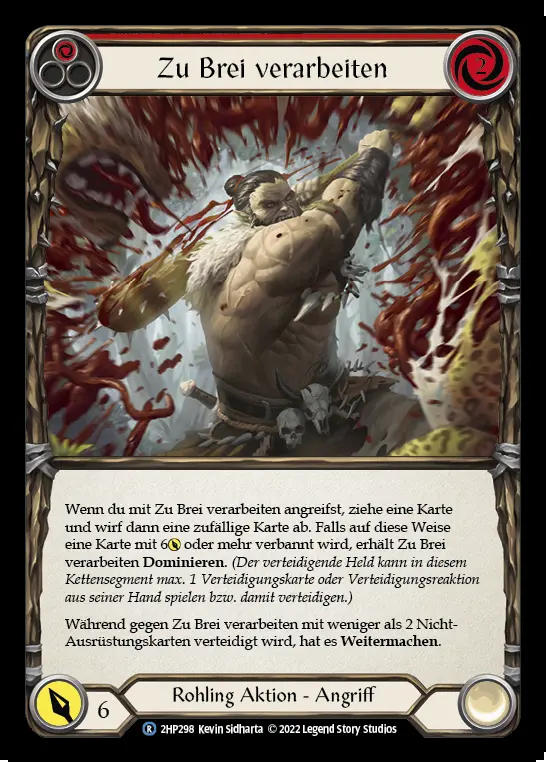 Zu Brei verarbeiten
2
Wenn du mit Zu Brei verarbeiten angreifst, ziehe eine Karte
und wirf dann eine zufällige Karte ab. Falls auf diese Weise
eine Karte mit 6 oder mehr verbannt wird, erhält Zu Brei
verarbeiten Dominieren. (Der verteidigende Held kann in diesem
Kettensegment max. 1 Verteidigungskarte oder Verteidigungsreaktion
aus seiner Hand spielen bzw. damit verteidigen.)
Während gegen Zu Brei verarbeiten mit weniger als 2 Nicht-
Ausrüstungskarten verteidigt wird, hat es Weitermachen.
6
Rohling Aktion - Angriff
R 2HP298 Kevin Sidharta © 2022 Legend Story Studios